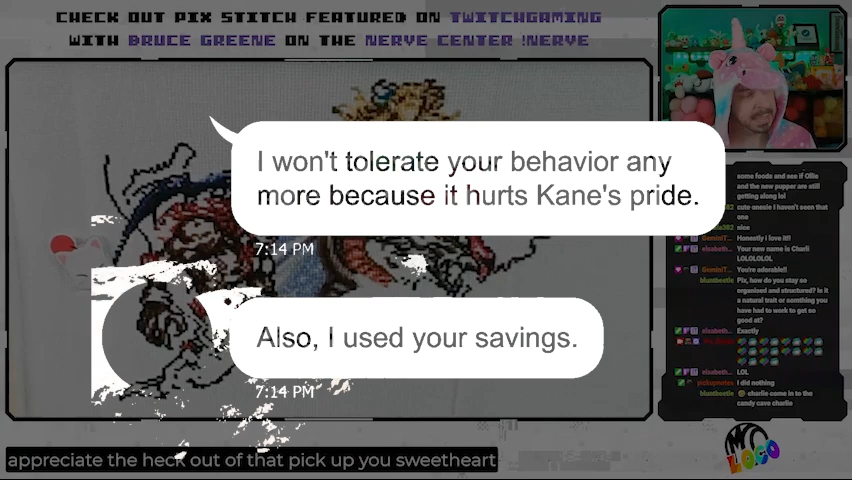 CHECK OUT PIX STITCH FEATURED ON TWITCHGAMING
WITH BRUCE GREENE ON THE NERVE CENTER !NERVE
I won't tolerate your behavior any
more because it hurts Kane's pride.
7:14 PM
Also, I used your savings.
7:14 PM
appreciate the heck out of that pick up you sweetheart
some foods and see if Ollie
and the new pupper are still
getting along lol
cute onesie I haven't seen that
one
nice
Honestly I love it!!
Your new name is Charli
LOLOLOLOL
You're adorable!!
bluntbeetle Pix, how do you stay so
organised and structured? Is it
a natural trait or something you
have had to work to get so
good at?
Exactly
LOL
I did nothing
bluntbeetle charlie come in to the
candy cave charlie
MY
LOCO